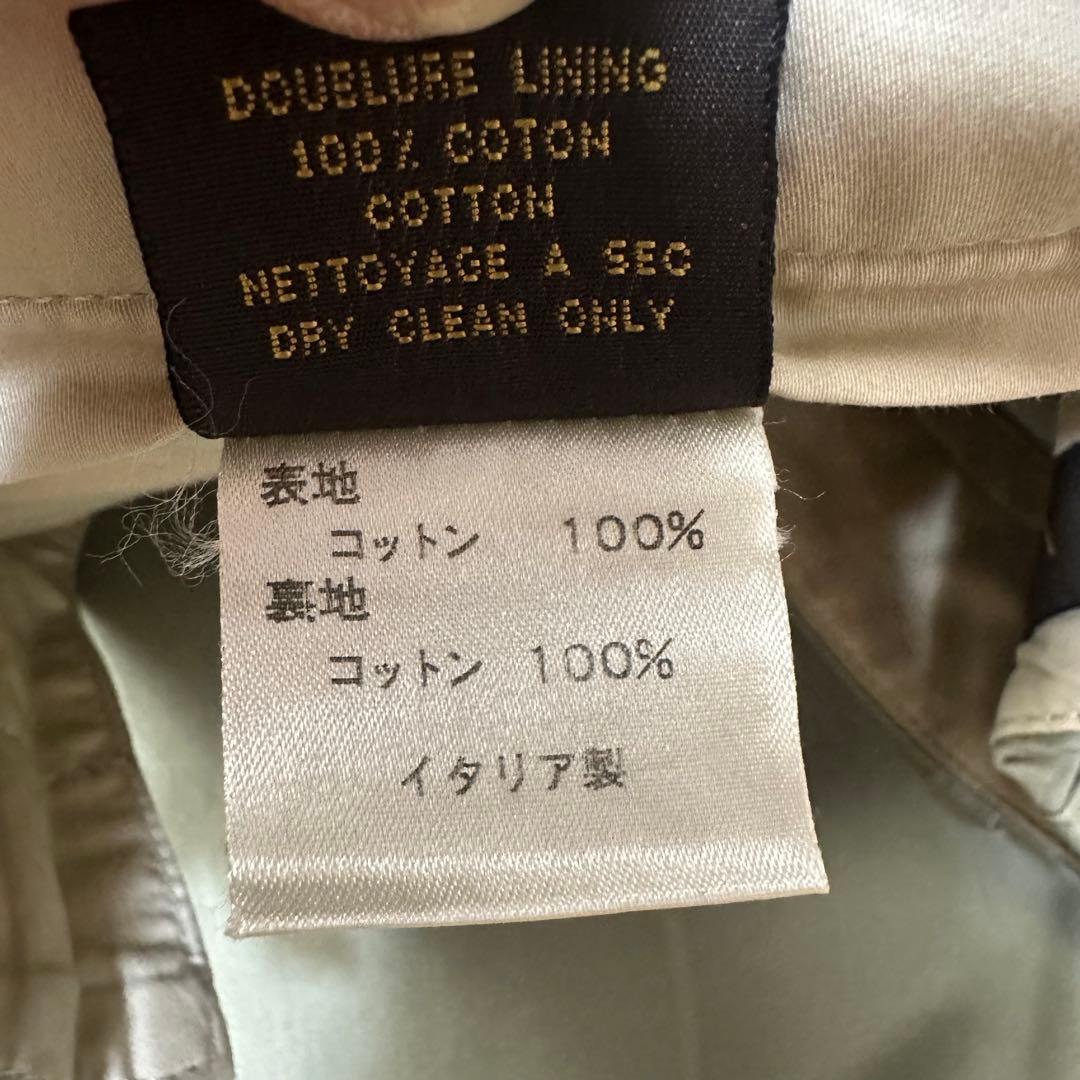 DOUBLURE LINING
100% COTON
COTTON
NETTOYAGE A SEC
DRY CLEAN ONLY
表地
コットン 100%
裏地
コットン 100%
イタリア製